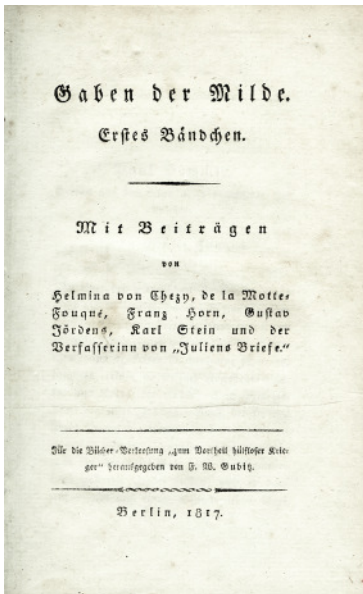 Gaben der Milde.
Erstes Bändchen.
Mit Beiträgen
von
Helmina von Chezy, de la Motte-
Fouqué, Franz Horn, Gustav
Jördens, Karl Stein und der
Verfasserinn von „Juliens Briefe.“
Für die Bücher-Verloosung „zum Vortheil hülfloser Krie-
ger“ herausgegeben von F. W. Gubitz.
Berlin, 1817.